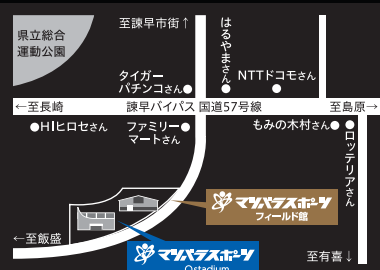 県立総合
運動公園
至諫早市街↑
はるやまさん
タイガー
パチンコさん
NTTドコモさん
←至長崎
諫早バイパス 国道57号線
至島原→
HIヒロセさん
ファミリー
マートさん
もみの木村さん
ロッテリアさん
マツバラスポーツ
フィールド館
←至飯盛
マツバラスポーツ
Ostadium
至有喜↓